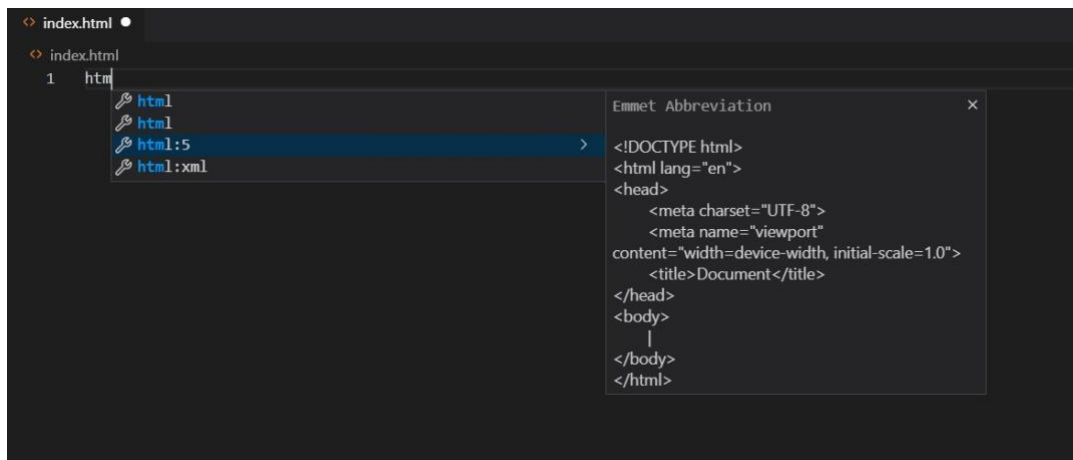 index.html
index.html
1 htm
html
html
html:5
html:xml
Emmet Abbreviation
<!DOCTYPE html>
<html lang="en">
<head>
<meta charset="UTF-8">
<meta name="viewport"
content="width=device-width, initial-scale=1.0">
<title>Document</title>
</head>
<body>
|
</body>
</html>